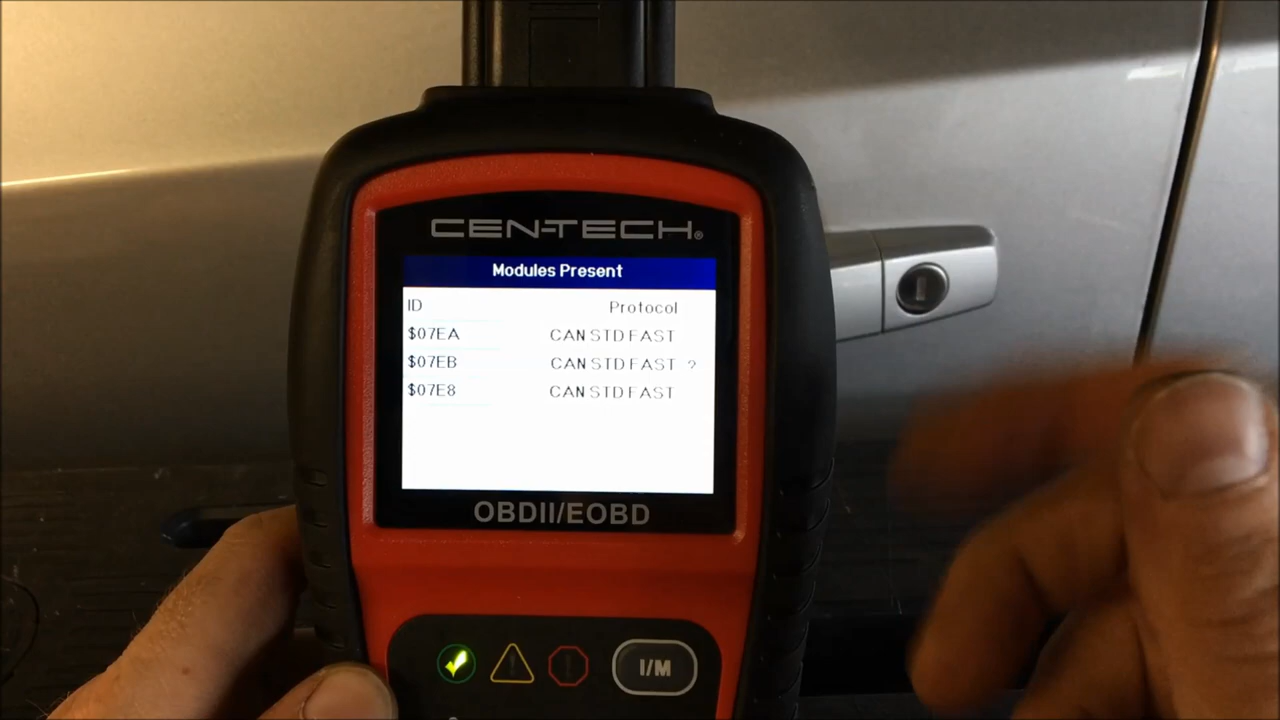 CEN-TECH®
Modules Present
ID Protocol
$07EA CAN STD FAST
$07EB CAN STD FAST ?
$07E8 CAN STD FAST
OBDII/EOBD
I/M